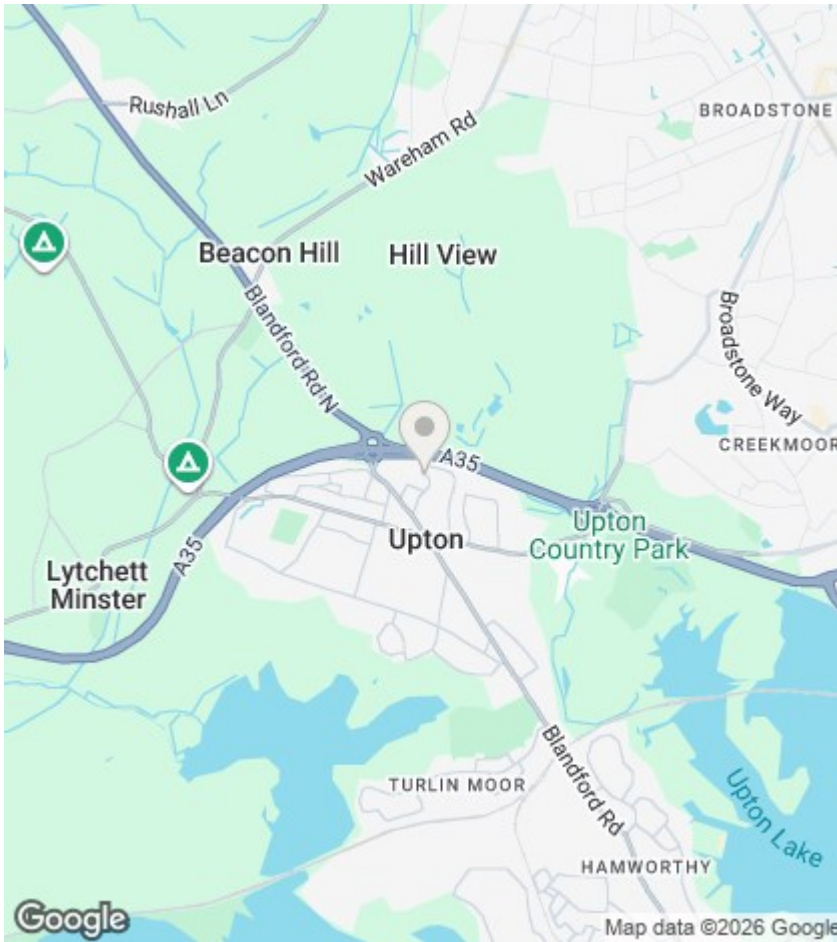 Rushall Ln
BROADSTONE
Wareham Rd
Beacon Hill
Hill View
Blandford Rd N
Broadstone Way
CREEKMOOR
A35
Upton
Upton
Country Park
A35
Lytchett
Minster
Blandford Rd
TURLIN MOOR
Upton Lake
HAMWORTHY
Google
Map data ©2026 Google